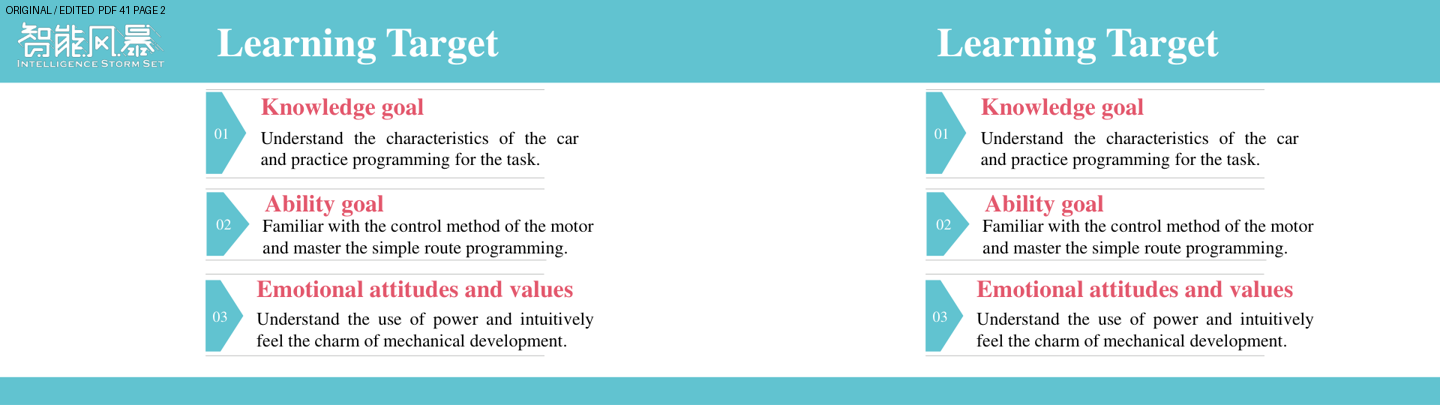 ORIGINAL / EDITED PDF 41 PAGE 2
智能风暴
INTELLIGENCE STORM SET
Learning Target
01
Knowledge goal
Understand the characteristics of the car
and practice programming for the task.
02
Ability goal
Familiar with the control method of the motor
and master the simple route programming.
03
Emotional attitudes and values
Understand the use of power and intuitively
feel the charm of mechanical development.
Learning Target
01
Knowledge goal
Understand the characteristics of the car
and practice programming for the task.
02
Ability goal
Familiar with the control method of the motor
and master the simple route programming.
03
Emotional attitudes and values
Understand the use of power and intuitively
feel the charm of mechanical development.